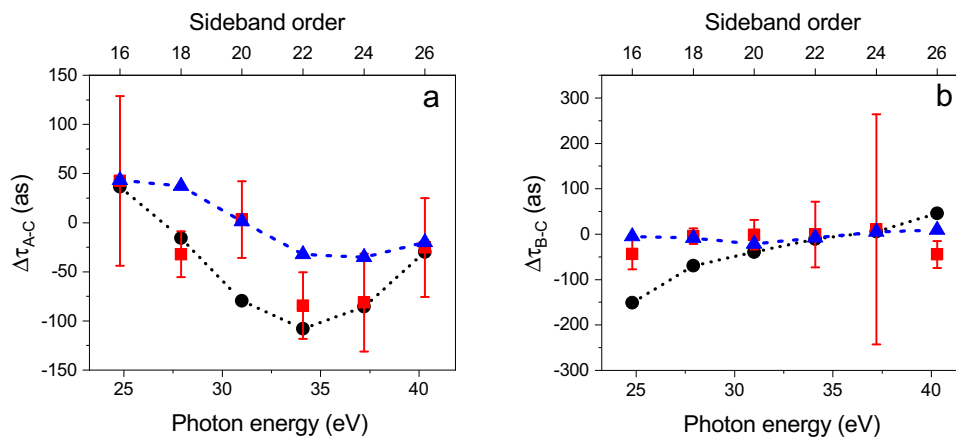 Sideband order
16 18 20 22 24 26
a
150
100
50
0
-50
-100
-150
Δτ_A-C (as)
25 30 35 40
Photon energy (eV)
Sideband order
16 18 20 22 24 26
b
300
200
100
0
-100
-200
-300
Δτ_B-C (as)
25 30 35 40
Photon energy (eV)